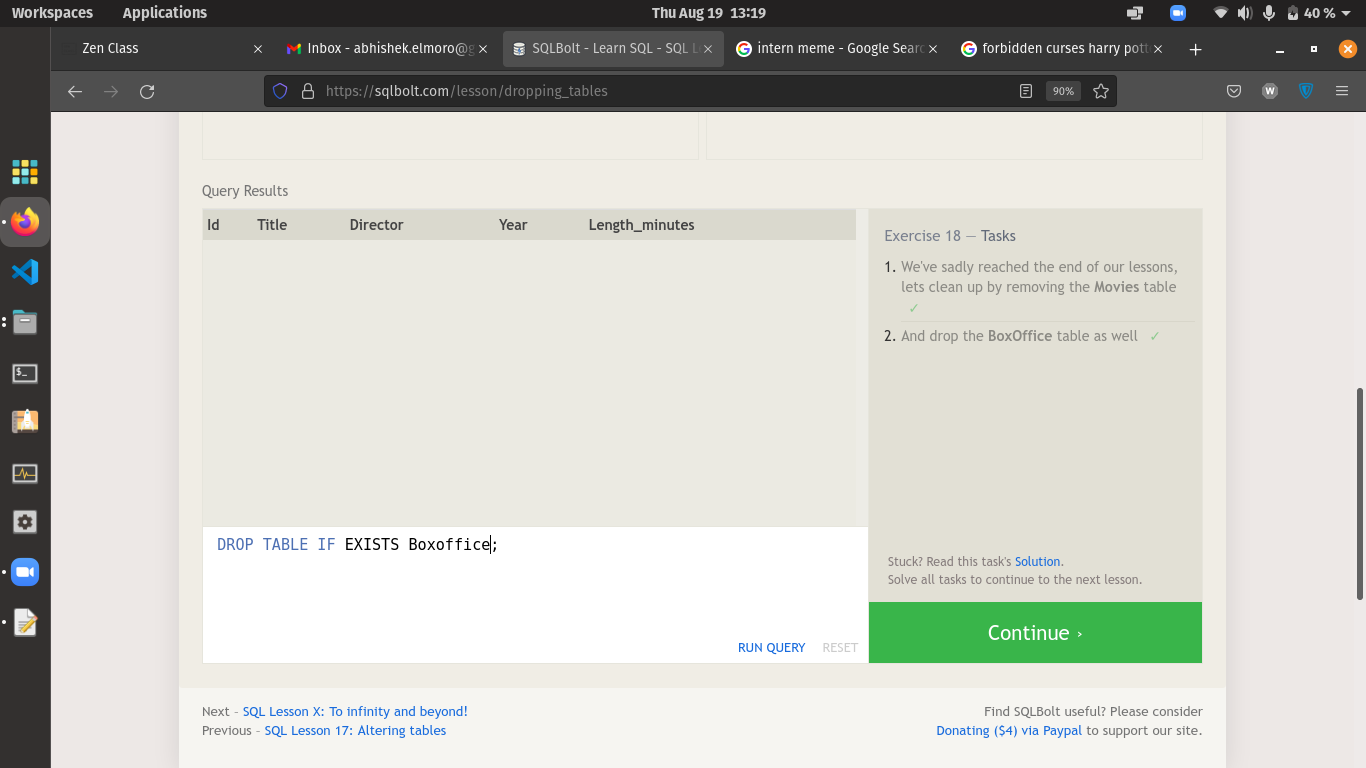 Workspaces Applications Thu Aug 19 13:19 40 %
Zen Class Inbox - abhishek.elmoro@g SQLBolt - Learn SQL - SQL L intern meme - Google Searc forbidden curses harry pott
https://sqlbolt.com/lesson/dropping_tables 90% W
Query Results
Id Title Director Year Length_minutes
Exercise 18 — Tasks
1. We've sadly reached the end of our lessons,
lets clean up by removing the Movies table
✓
2. And drop the BoxOffice table as well ✓
DROP TABLE IF EXISTS Boxoffice;
Stuck? Read this task's Solution.
Solve all tasks to continue to the next lesson.
RUN QUERY RESET
Continue ›
Next – SQL Lesson X: To infinity and beyond!
Previous – SQL Lesson 17: Altering tables
Find SQLBolt useful? Please consider
Donating ($4) via Paypal to support our site.